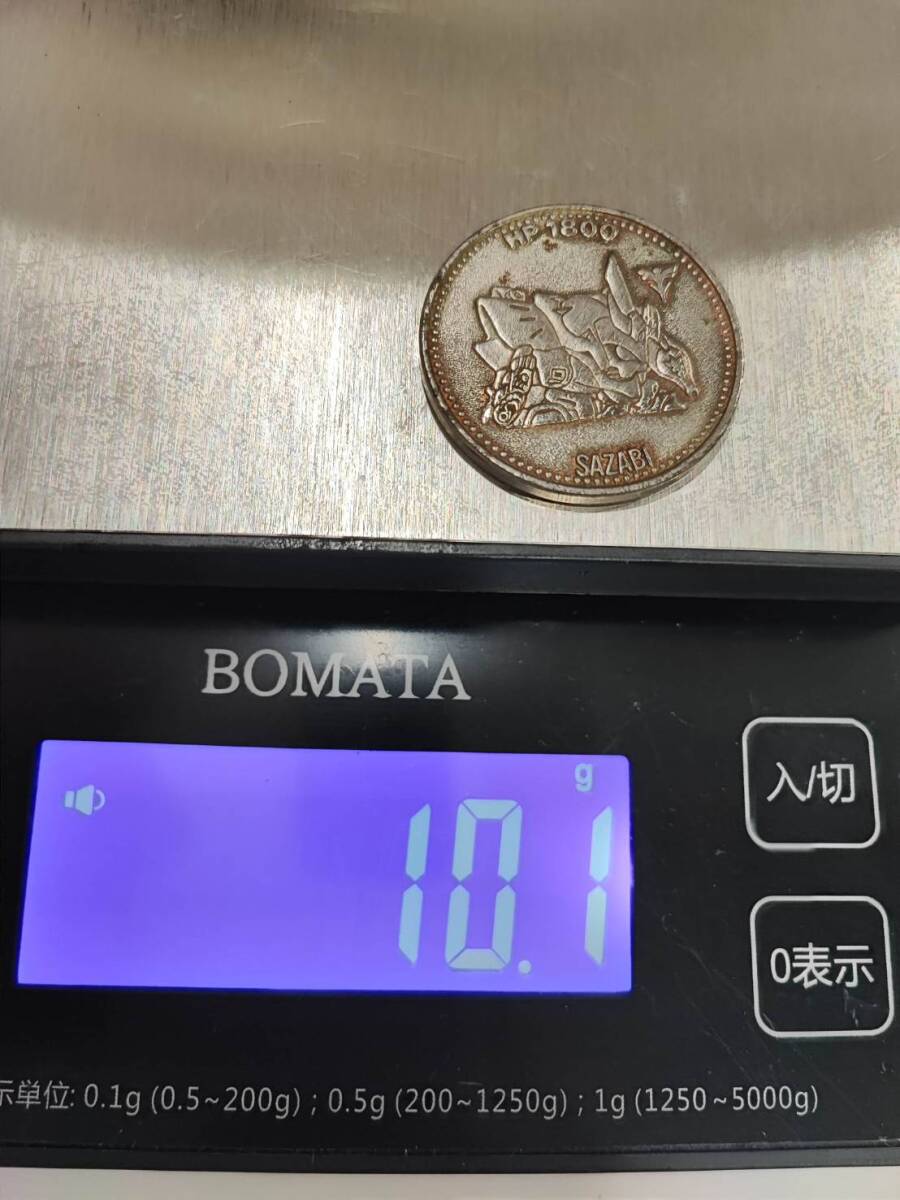 HP 1800
SAZABI
BOMATA
g
10.1
入/切
0表示
示単位: 0.1g (0.5~200g) ; 0.5g (200~1250g) ; 1g (1250~5000g)